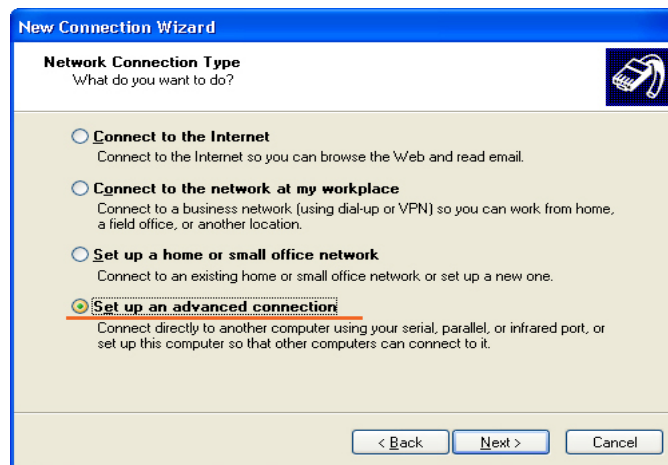 New Connection Wizard
Network Connection Type
What do you want to do?
Connect to the Internet
Connect to the Internet so you can browse the Web and read email.
Connect to the network at my workplace
Connect to a business network (using dial-up or VPN) so you can work from home,
a field office, or another location.
Set up a home or small office network
Connect to an existing home or small office network or set up a new one.
Set up an advanced connection
Connect directly to another computer using your serial, parallel, or infrared port, or
set up this computer so that other computers can connect to it.
< Back Next > Cancel